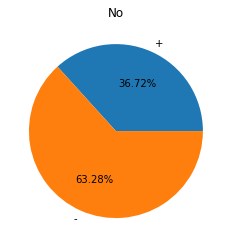 No
+
36.72%
63.28%
-